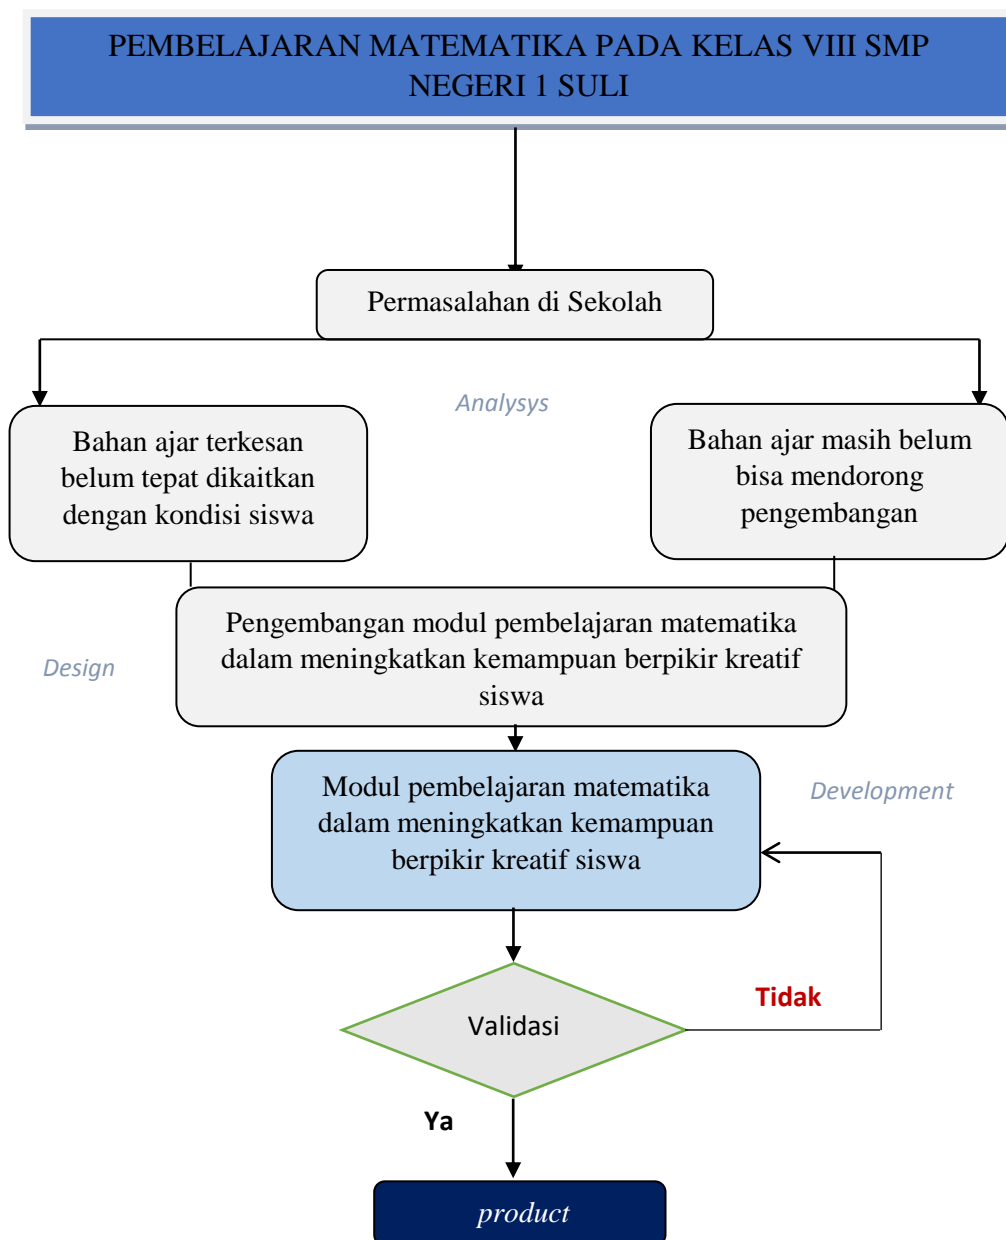 PEMBELAJARAN MATEMATIKA PADA KELAS VIII SMP
NEGERI 1 SULI
Permasalahan di Sekolah
Analysys
Bahan ajar terkesan
belum tepat dikaitkan
dengan kondisi siswa
Bahan ajar masih belum
bisa mendorong
pengembangan
Pengembangan modul pembelajaran matematika
dalam meningkatkan kemampuan berpikir kreatif
siswa
Design
Modul pembelajaran matematika
dalam meningkatkan kemampuan
berpikir kreatif siswa
Development
Validasi
Tidak
Ya
product